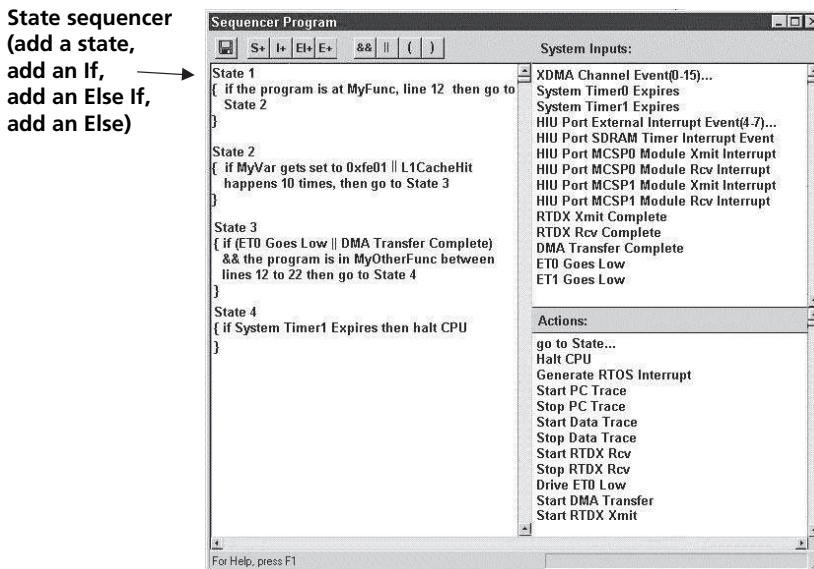 State sequencer
(add a state,
add an If,
add an Else If,
add an Else)
Sequencer Program
S+ I+ EI+ E+ && || ( )
System Inputs:
State 1
{ if the program is at MyFunc, line 12 then go to
State 2
}
State 2
{ if MyVar gets set to 0xfe01 || L1CacheHit
happens 10 times, then go to State 3
}
State 3
{ if (ET0 Goes Low || DMA Transfer Complete)
&& the program is in MyOtherFunc between
lines 12 to 22 then go to State 4
}
State 4
{ if System Timer1 Expires then halt CPU
}
XDMA Channel Event(0-15)...
System Timer0 Expires
System Timer1 Expires
HIU Port External Interrupt Event(4-7)...
HIU Port SDRAM Timer Interrupt Event
HIU Port MCSP0 Module Xmit Interrupt
HIU Port MCSP0 Module Rcv Interrupt
HIU Port MCSP1 Module Xmit Interrupt
HIU Port MCSP1 Module Rcv Interrupt
RTDX Xmit Complete
RTDX Rcv Complete
DMA Transfer Complete
ET0 Goes Low
ET1 Goes Low
Actions:
go to State...
Halt CPU
Generate RTOS Interrupt
Start PC Trace
Stop PC Trace
Start Data Trace
Stop Data Trace
Start RTDX Rcv
Stop RTDX Rcv
Drive ET0 Low
Start DMA Transfer
Start RTDX Xmit
For Help, press F1